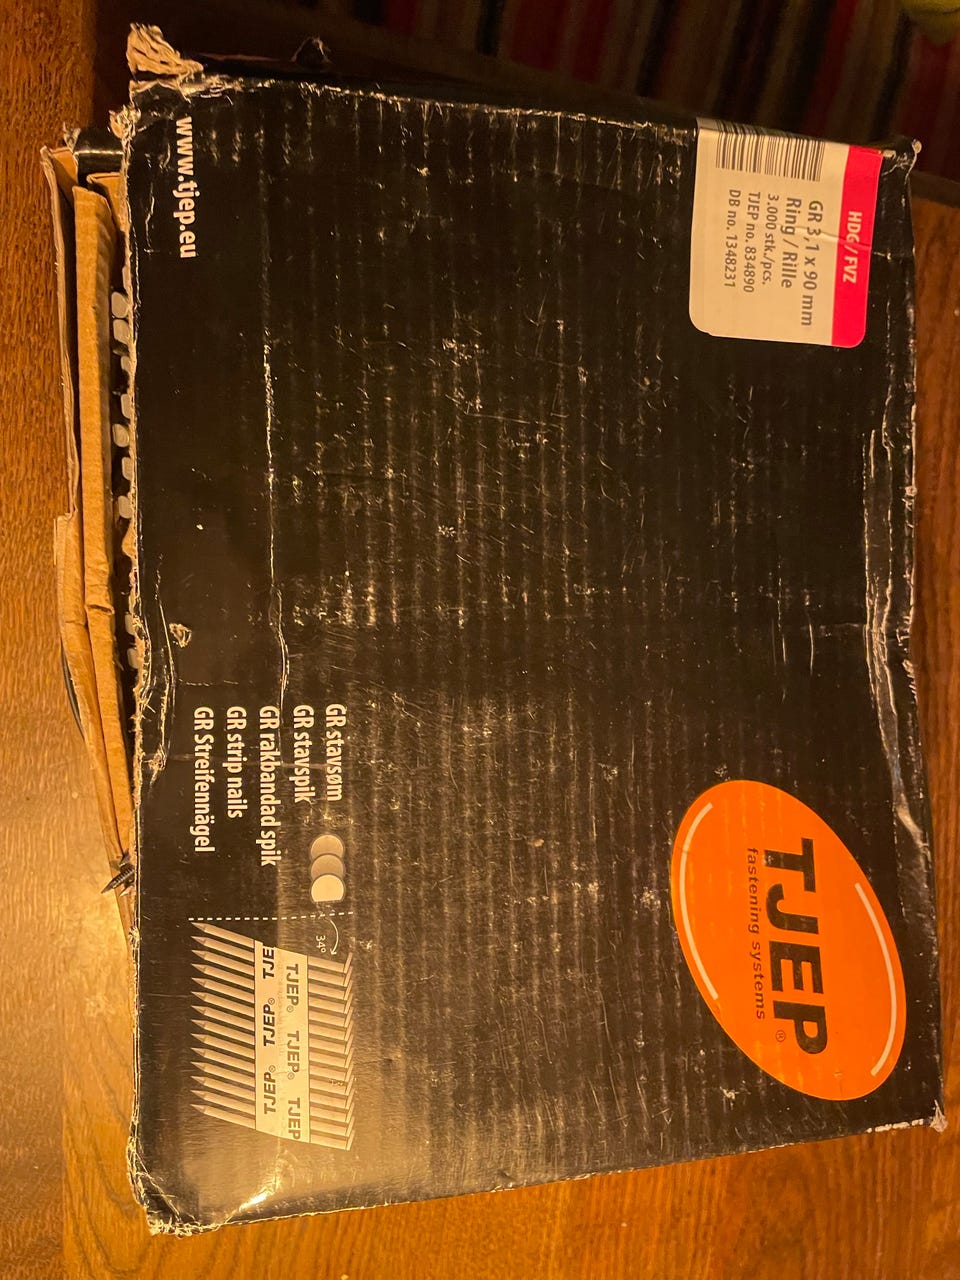 HDG / FVZ
GR 3,1 x 90 mm
Ring / Rille
3.000 stk./pcs.
TJEP no. 834890
DB no. 1348231
TJEP®
fastening systems
GR stavsøm
GR stavspik
GR rakbandad spik
GR strip nails
GR Streifennägel
34°
TJEP® TJEP® TJEP
TJE TJEP® TJEP®
www.tjep.eu